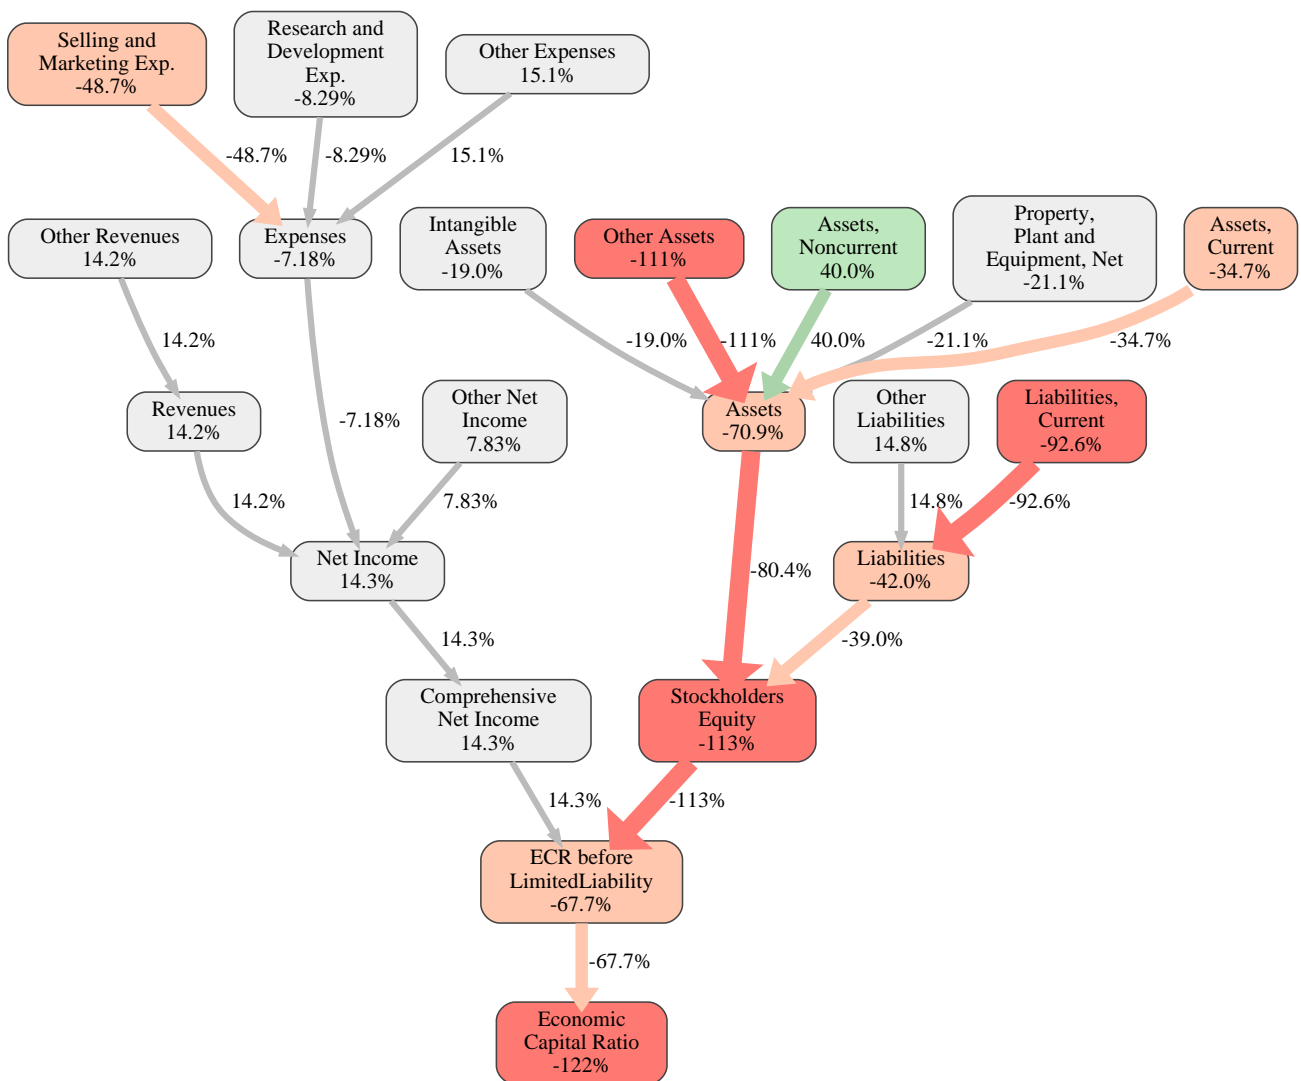 Selling and
Marketing Exp.
-48.7%
Research and
Development
Exp.
-8.29%
Other Expenses
15.1%
-48.7%
-8.29%
15.1%
Other Revenues
14.2%
Expenses
-7.18%
Intangible
Assets
-19.0%
Other Assets
-111%
Assets,
Noncurrent
40.0%
Property,
Plant and
Equipment, Net
-21.1%
Assets,
Current
-34.7%
14.2%
-19.0%
-111%
40.0%
-21.1%
-34.7%
Revenues
14.2%
-7.18%
Other Net
Income
7.83%
Assets
-70.9%
Other
Liabilities
14.8%
Liabilities,
Current
-92.6%
14.2%
7.83%
14.8%
-92.6%
Net Income
14.3%
-80.4%
Liabilities
-42.0%
14.3%
-39.0%
Comprehensive
Net Income
14.3%
Stockholders
Equity
-113%
14.3%
-113%
ECR before
LimitedLiability
-67.7%
-67.7%
Economic
Capital Ratio
-122%